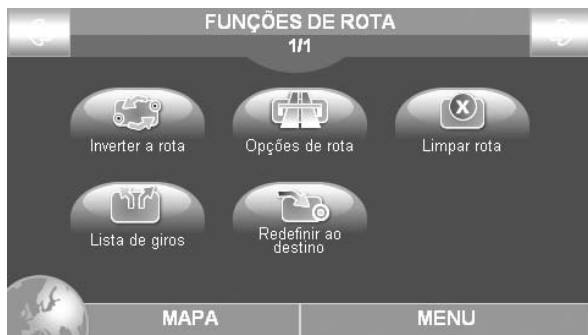 FUNÇÕES DE ROTA
1/1
Inverter a rota
Opções de rota
X
Limpar rota
Lista de giros
Redefinir ao
destino
MAPA
MENU